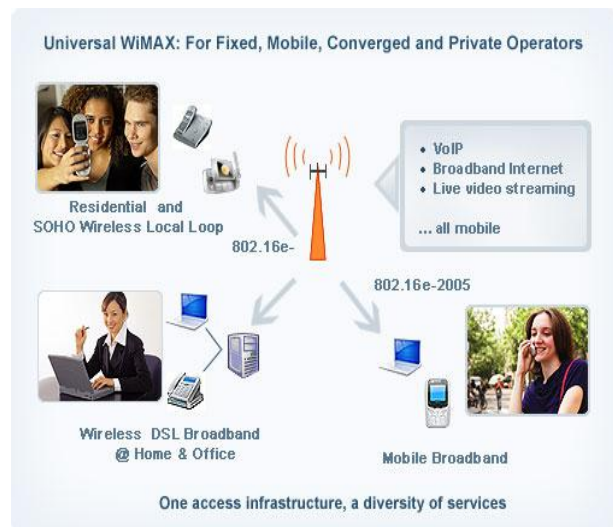 Universal WiMAX: For Fixed, Mobile, Converged and Private Operators
• VoIP
• Broadband Internet
• Live video streaming
... all mobile
Residential and
SOHO Wireless Local Loop
802.16e-
802.16e-2005
Wireless DSL Broadband
@ Home & Office
Mobile Broadband
One access infrastructure, a diversity of services